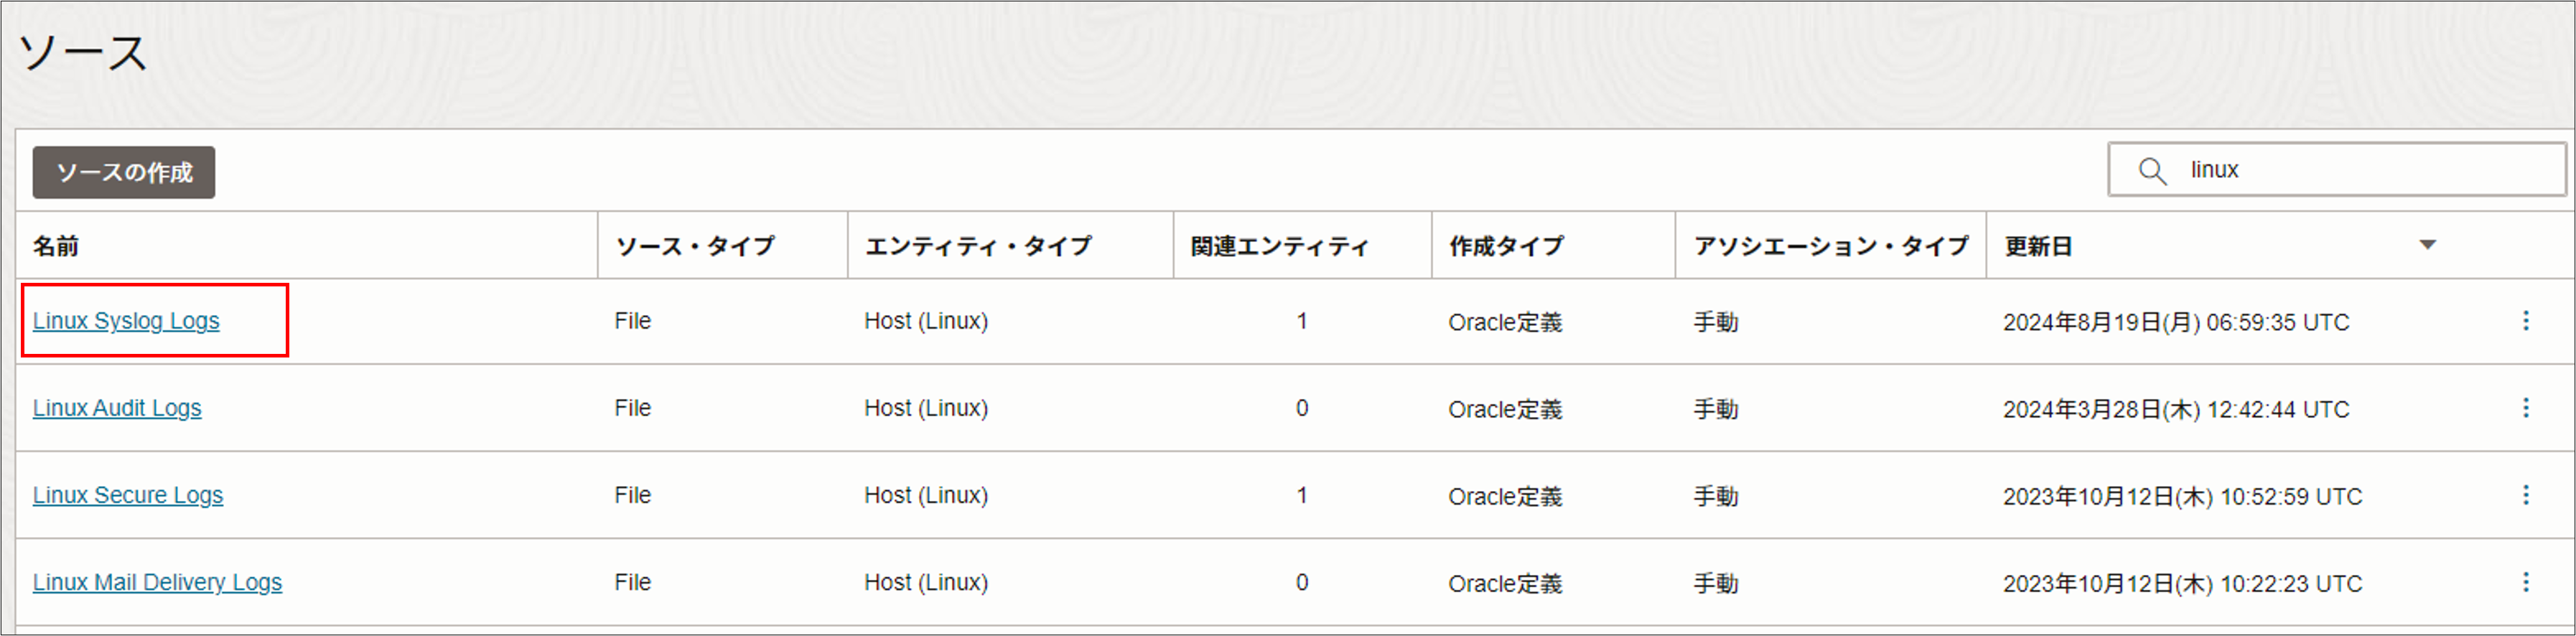 ソース
ソースの作成 linux
名前 ソース・タイプ エンティティ・タイプ 関連エンティティ 作成タイプ アソシエーション・タイプ 更新日
Linux Syslog Logs File Host (Linux) 1 Oracle定義 手動 2024年8月19日(月) 06:59:35 UTC
Linux Audit Logs File Host (Linux) 0 Oracle定義 手動 2024年3月28日(木) 12:42:44 UTC
Linux Secure Logs File Host (Linux) 1 Oracle定義 手動 2023年10月12日(木) 10:52:59 UTC
Linux Mail Delivery Logs File Host (Linux) 0 Oracle定義 手動 2023年10月12日(木) 10:22:23 UTC